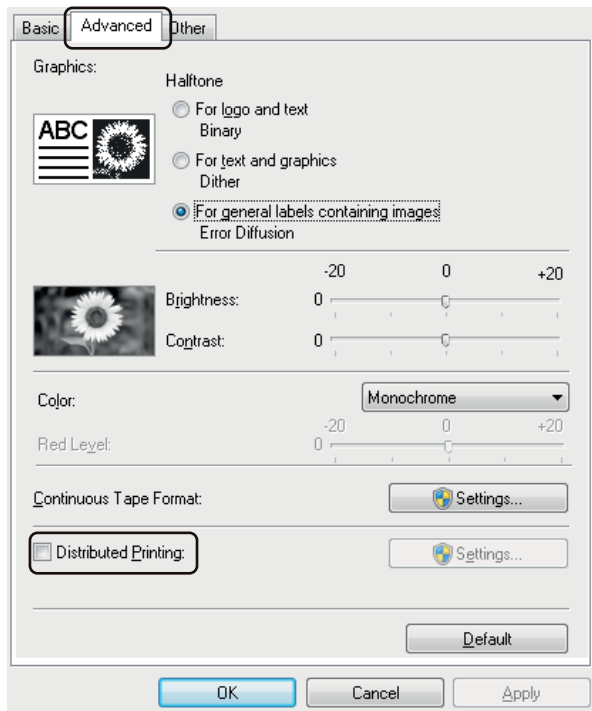 Basic Advanced Other
Graphics:
Halftone
For logo and text
Binary
ABC
For text and graphics
Dither
For general labels containing images
Error Diffusion
-20 0 +20
Brightness: 0
Contrast: 0
Color: Monochrome
-20 0 +20
Red Level: 0
Continuous Tape Format: Settings...
Distributed Printing: Settings...
Default
OK Cancel Apply